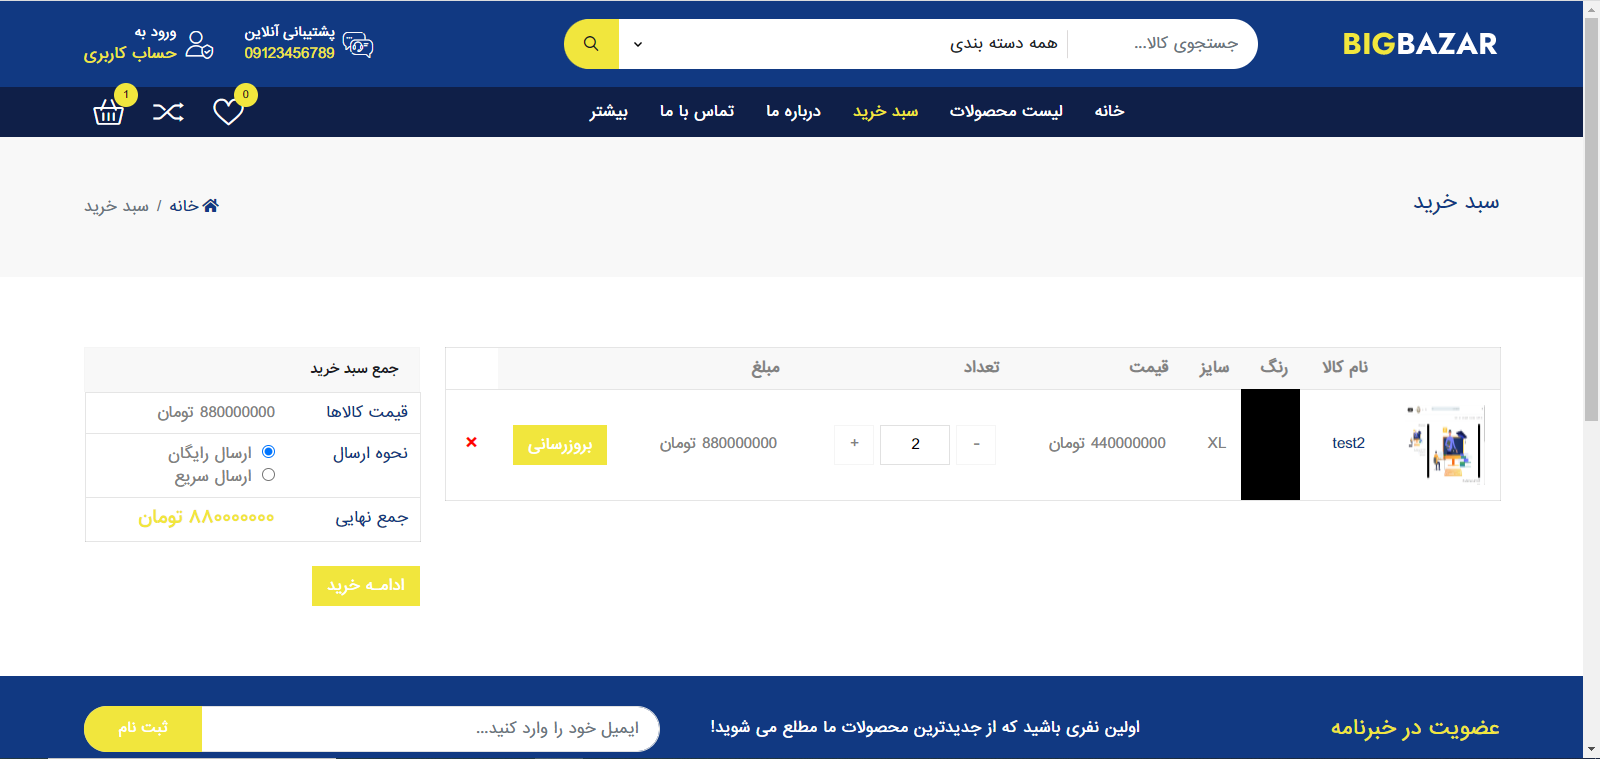 BIGBAZAR
جستجوی کالا...
همه دسته بندی
پشتیبانی آنلاین
09123456789
ورود به
حساب کاربری
خانه
لیست محصولات
سبد خرید
درباره ما
تماس با ما
بیشتر
0
1
سبد خرید
خانه / سبد خرید
نام کالا رنگ سایز قیمت تعداد مبلغ
test2 XL 440000000 تومان - 2 + 880000000 تومان بروزرسانی
جمع سبد خرید
قیمت کالاها 880000000 تومان
نحوه ارسال ارسال رایگان
ارسال سریع
جمع نهایی ۸۸۰۰۰۰۰۰۰ تومان
ادامـه خرید
عضویت در خبرنامه
اولین نفری باشید که از جدیدترین محصولات ما مطلع می شوید!
ایمیل خود را وارد کنید...
ثبت نام